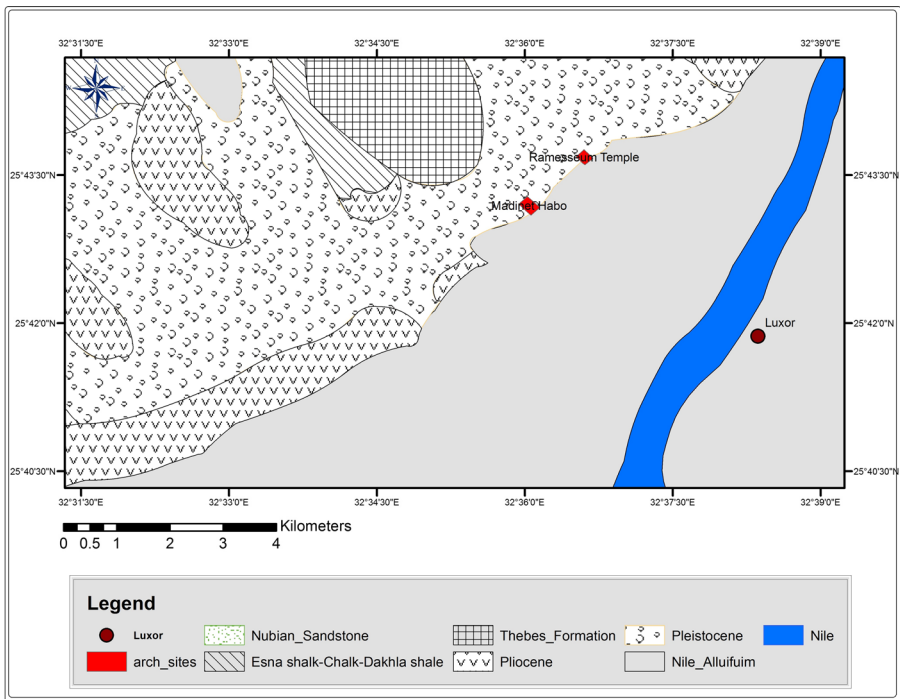 32°31'30"E 32°33'0"E 32°34'30"E 32°36'0"E 32°37'30"E 32°39'0"E
Ramesseum Temple
25°43'30"N 25°43'30"N
Madinet Habo
25°42'0"N Luxor 25°42'0"N
25°40'30"N 25°40'30"N
32°31'30"E 32°33'0"E 32°34'30"E 32°36'0"E 32°37'30"E 32°39'0"E
Kilometers
0 0.5 1 2 3 4
Legend
Luxor Nubian_Sandstone Thebes_Formation Pleistocene Nile
arch_sites Esna shalk-Chalk-Dakhla shale Pliocene Nile_Alluifuim